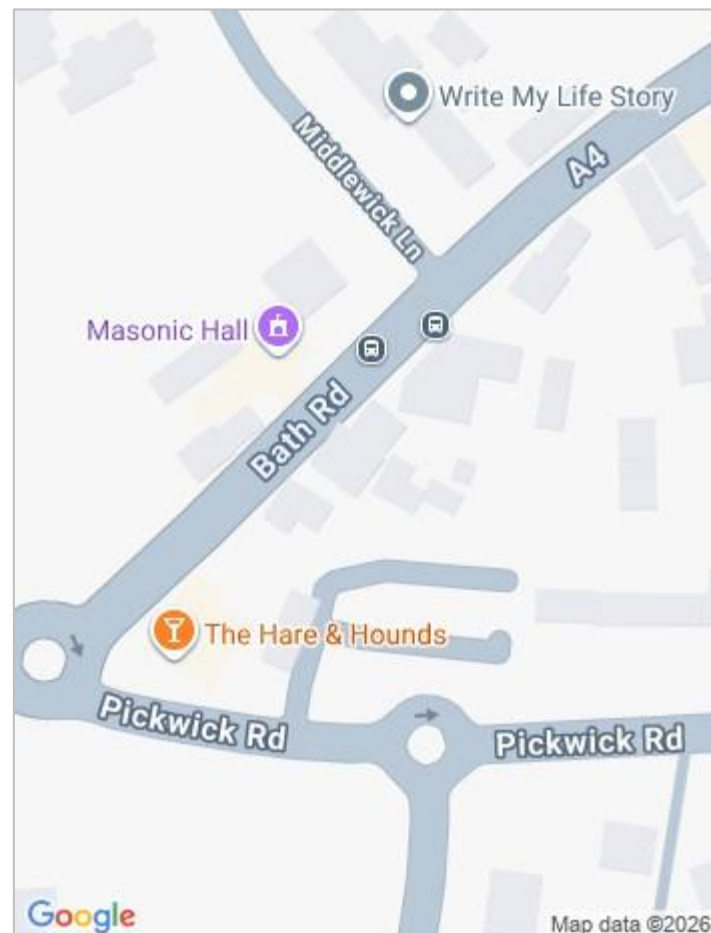 Write My Life Story
A4
Middlewick Ln
Masonic Hall
Bath Rd
The Hare & Hounds
Pickwick Rd
Pickwick Rd
Google
Map data ©2026